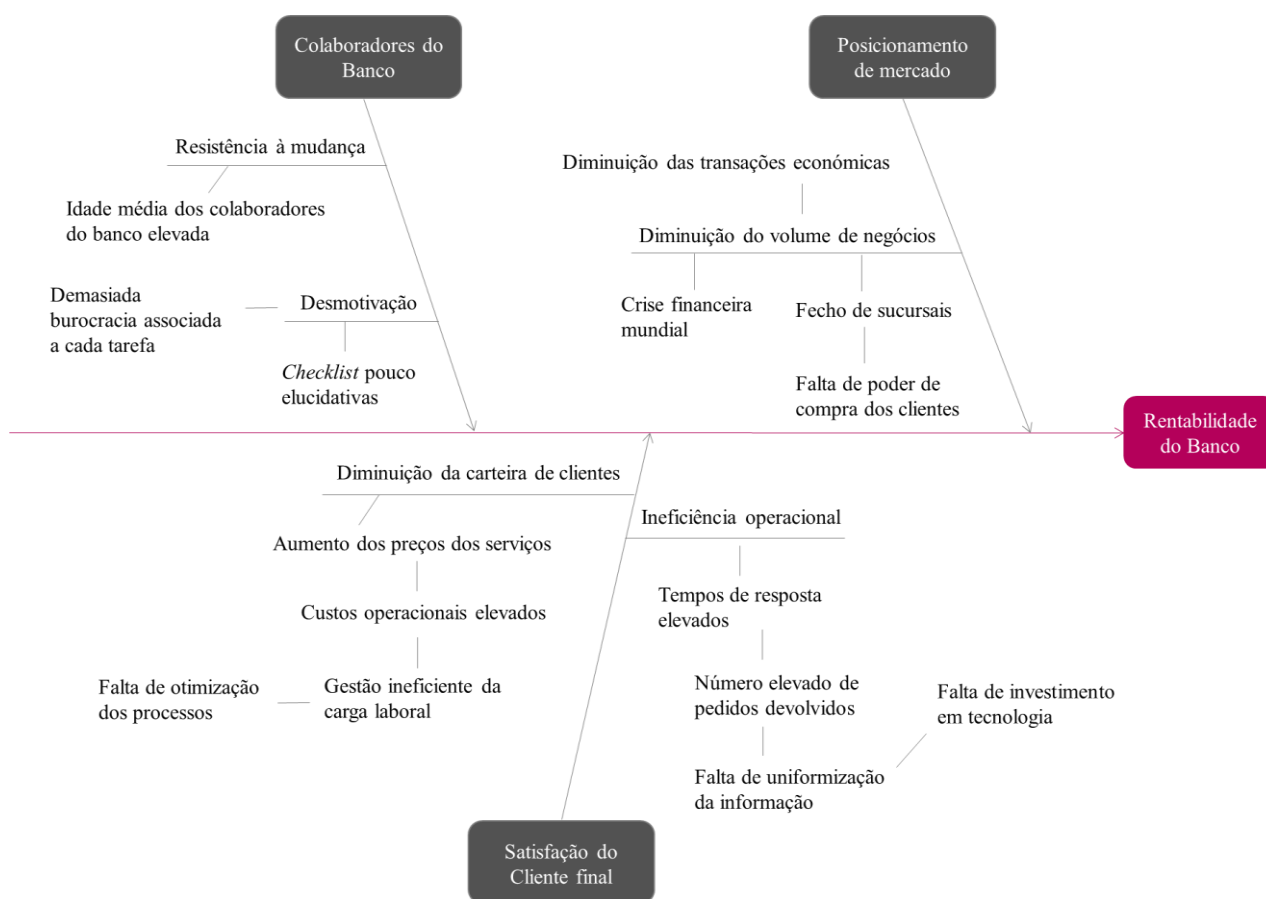 Colaboradores do
Banco
Posicionamento
de mercado
Resistência à mudança
Idade média dos colaboradores
do banco elevada
Demasiada
burocracia associada
a cada tarefa
Desmotivação
Checklist pouco
elucidativas
Diminuição das transações económicas
Diminuição do volume de negócios
Crise financeira
mundial
Fecho de sucursais
Falta de poder de
compra dos clientes
Rentabilidade
do Banco
Diminuição da carteira de clientes
Aumento dos preços dos serviços
Custos operacionais elevados
Falta de otimização
dos processos
Gestão ineficiente da
carga laboral
Ineficiência operacional
Tempos de resposta
elevados
Número elevado de
pedidos devolvidos
Falta de investimento
em tecnologia
Falta de uniformização
da informação
Satisfação do
Cliente final